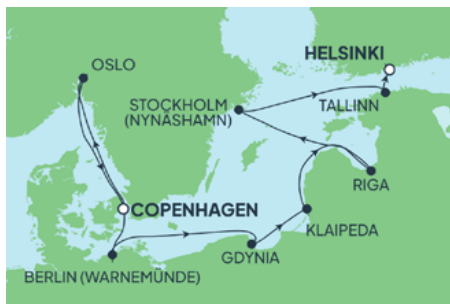 OSLO
HELSINKI
STOCKHOLM
(NYNASHAMN)
TALLINN
RIGA
COPENHAGEN
KLAIPEDA
GDYNIA
BERLIN (WARNEMÜNDE)